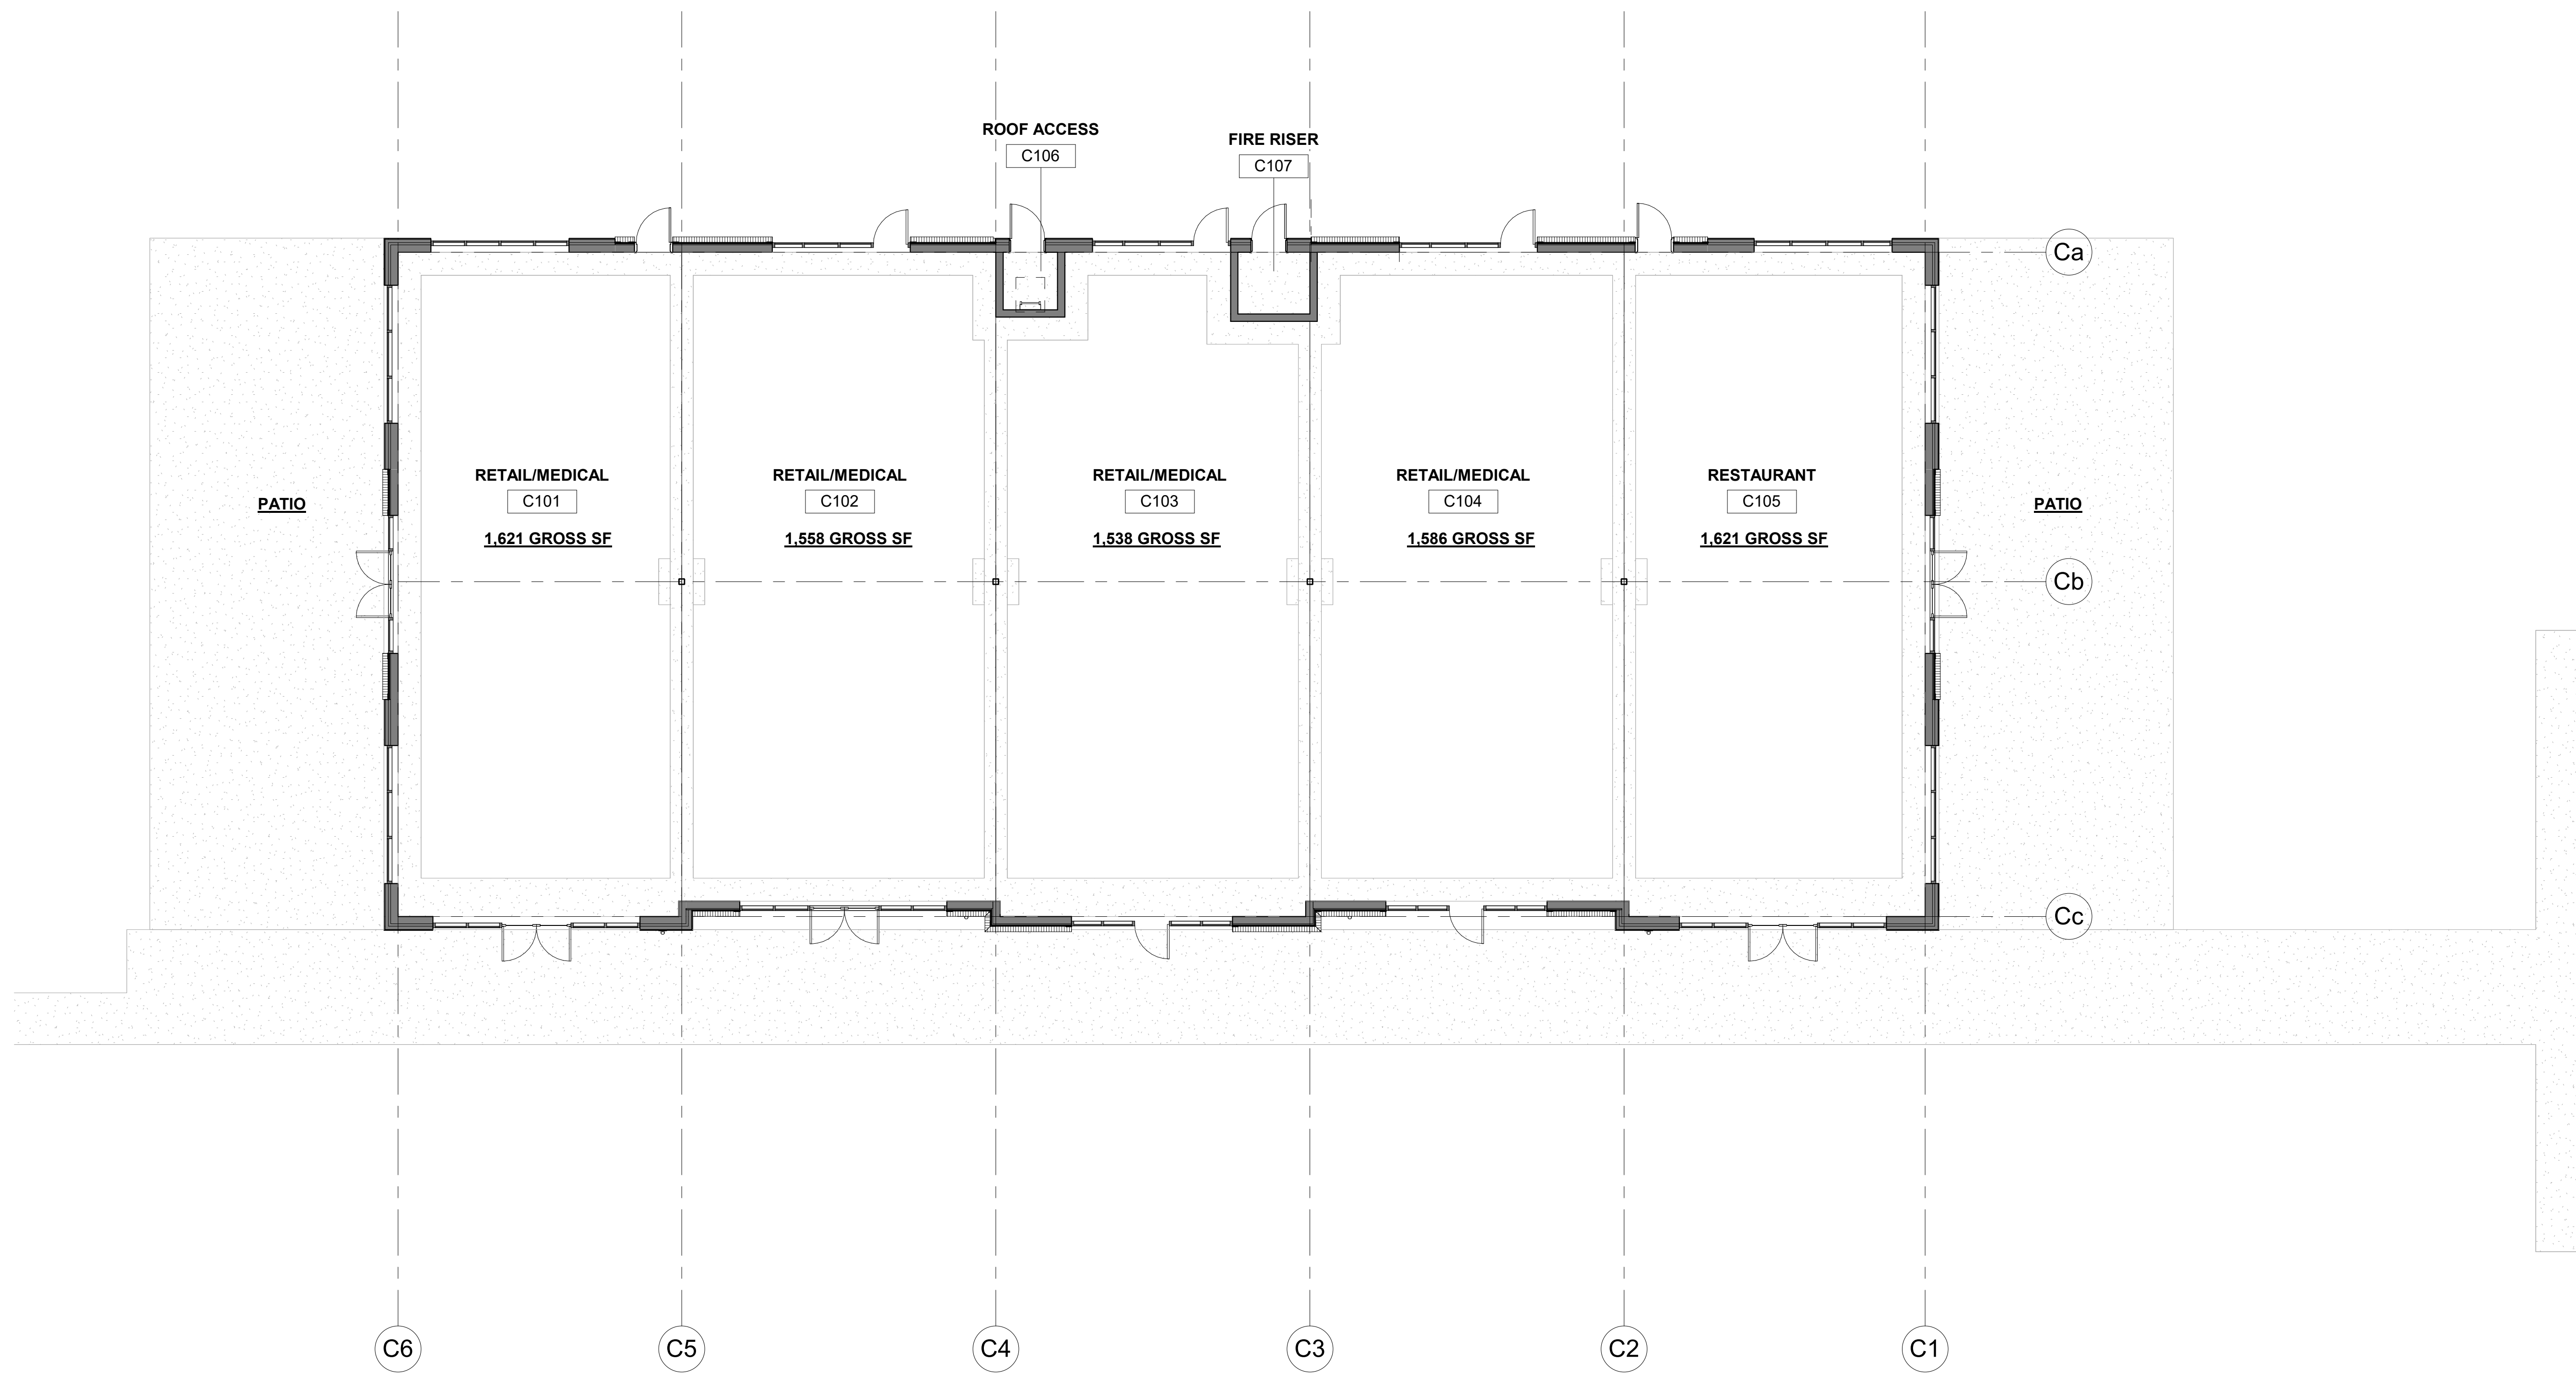 ROOF ACCESS
C106
FIRE RISER
C107
Ca
RETAIL/MEDICAL
C101
1,621 GROSS SF
RETAIL/MEDICAL
C102
1,558 GROSS SF
RETAIL/MEDICAL
C103
1,538 GROSS SF
RETAIL/MEDICAL
C104
1,586 GROSS SF
RESTAURANT
C105
1,621 GROSS SF
PATIO
PATIO
Cb
Cc
C6
C5
C4
C3
C2
C1